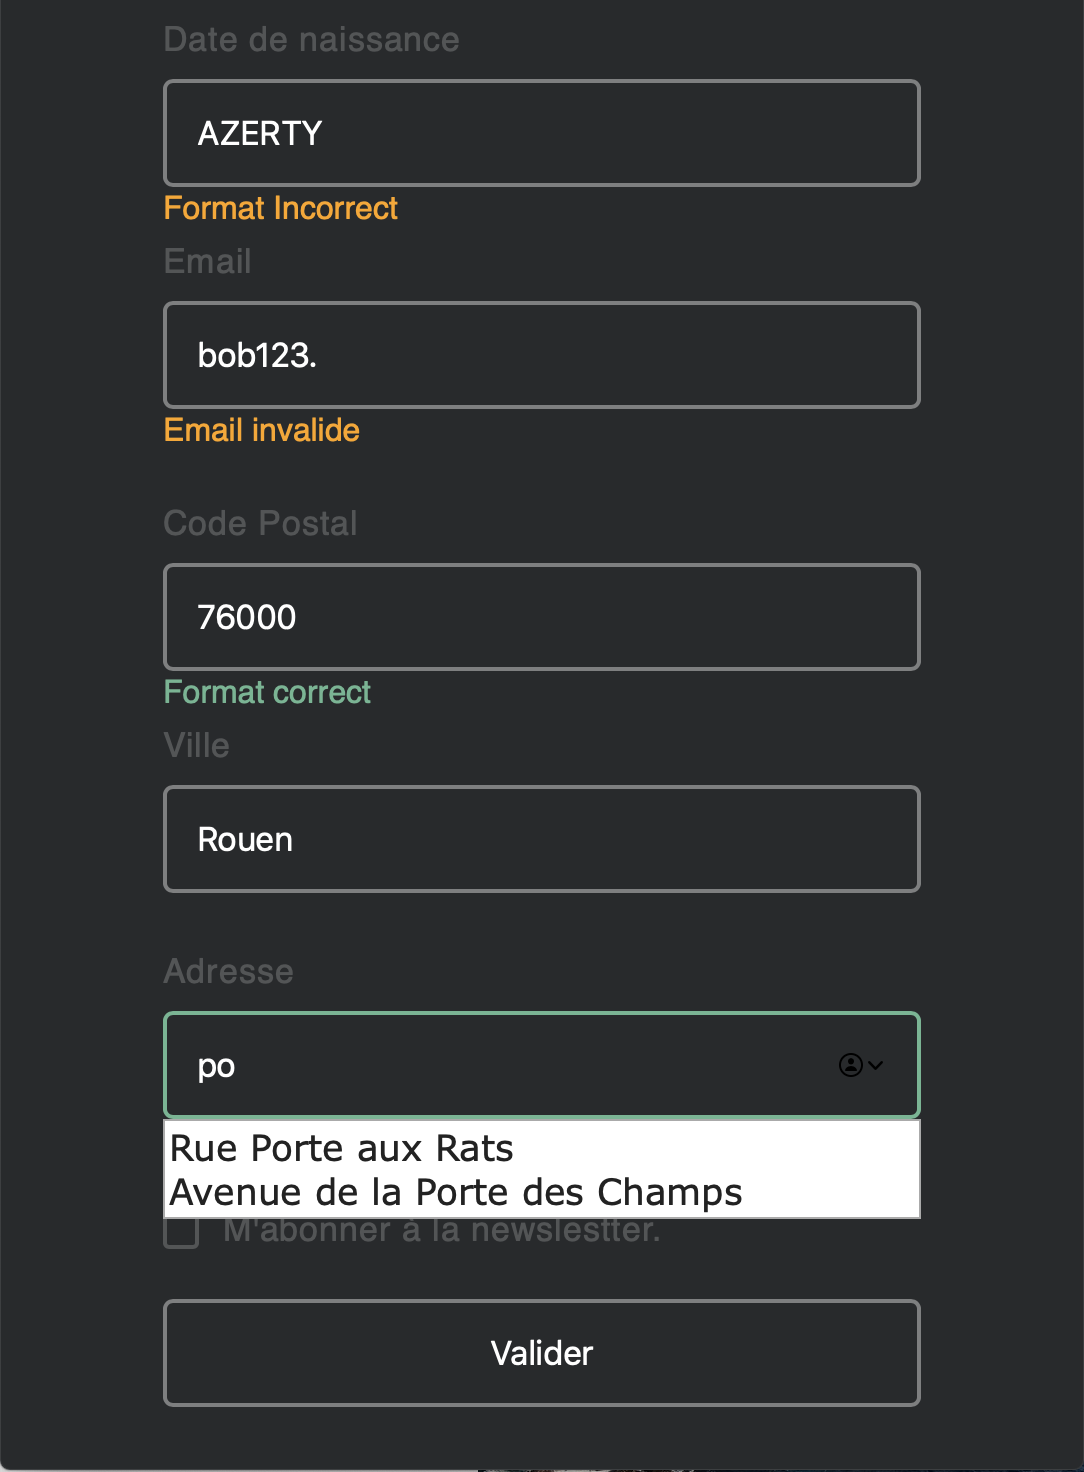 Date de naissance
AZERTY
Format Incorrect
Email
bob123.
Email invalide
Code Postal
76000
Format correct
Ville
Rouen
Adresse
po
Rue Porte aux Rats
Avenue de la Porte des Champs
M'abonner à la newslestter.
Valider